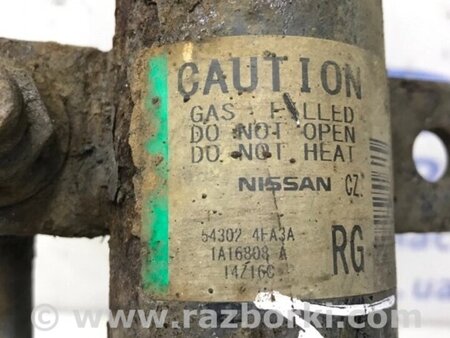 CAUTION
GAS - FILLED
DO NOT OPEN
DO NOT HEAT
NISSAN CZ
54302 4FA3A
1A16808 A RG
14Z16C
© www.razborki.com